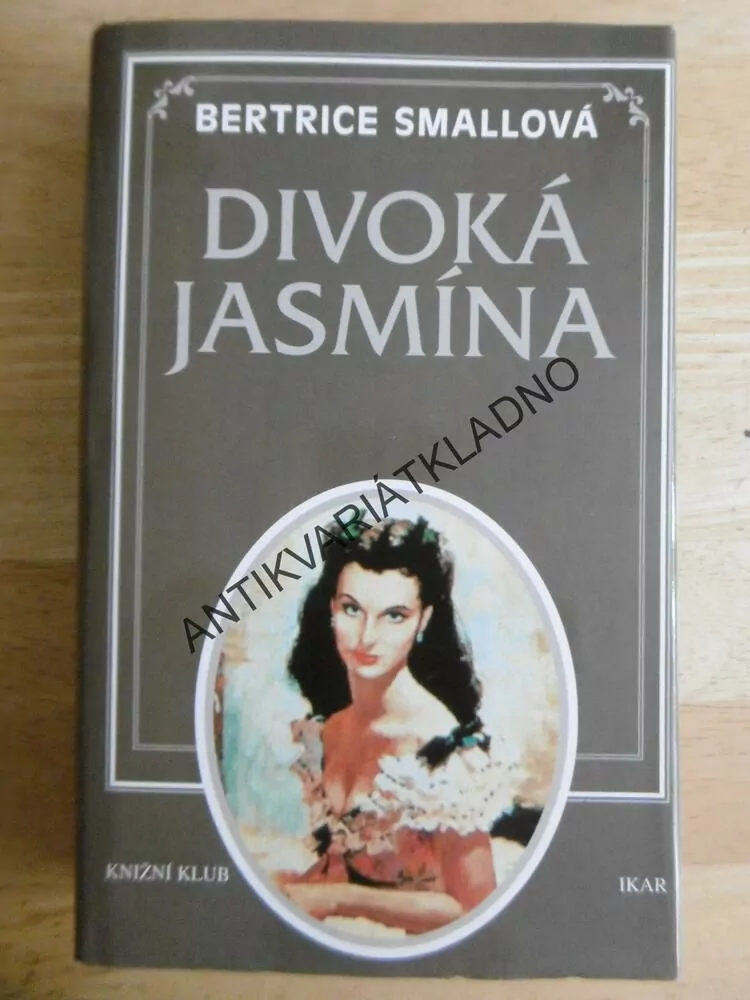 BERTRICE SMALLOVÁ
DIVOKÁ
JASMÍNA
ANTIKVARIÁTKLADNO
KNIŽNÍ KLUB
IKAR